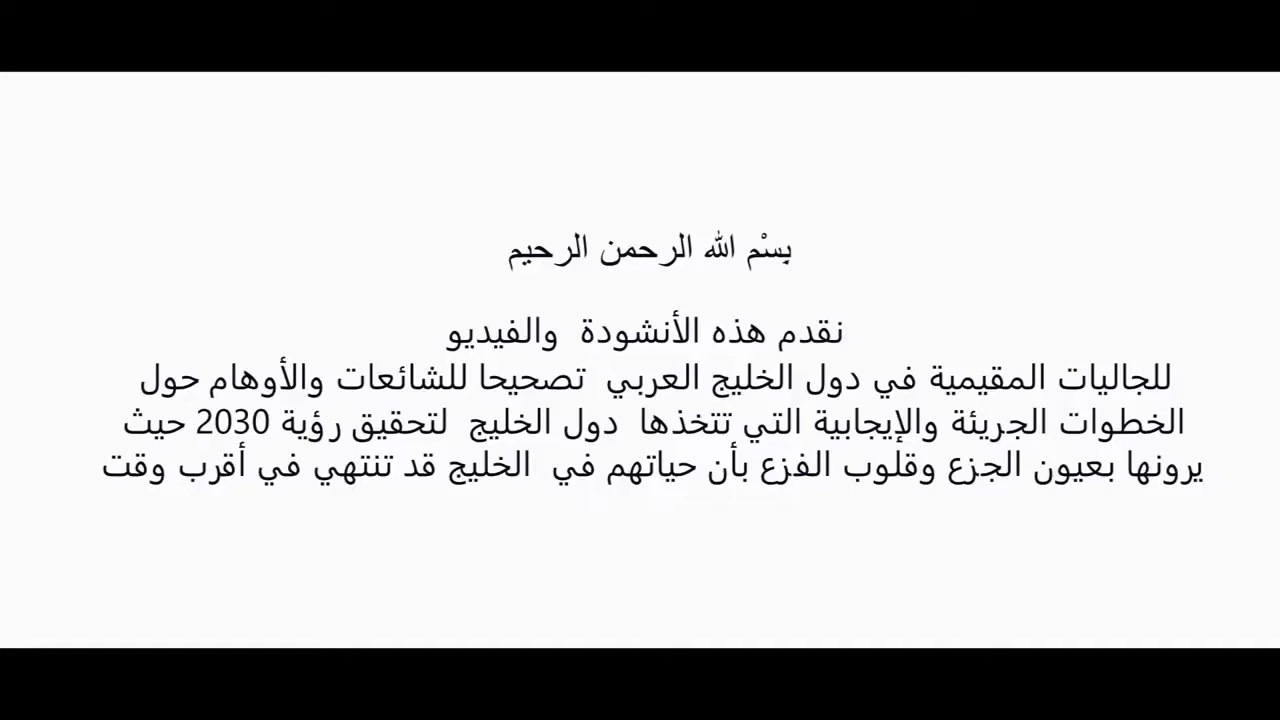 بِسْم الله الرحمن الرحيم
نقدم هذه الأنشودة والفيديو
للجاليات المقيمية في دول الخليج العربي تصحيحا للشائعات والأوهام حول
الخطوات الجريئة والإيجابية التي تتخذها دول الخليج لتحقيق رؤية 2030 حيث
يرونها بعيون الجزع وقلوب الفزع بأن حياتهم في الخليج قد تنتهي في أقرب وقت